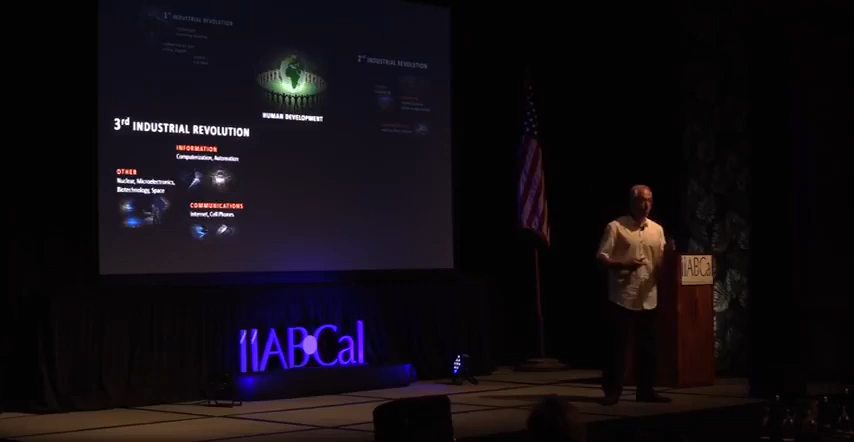 1st INDUSTRIAL REVOLUTION
2nd INDUSTRIAL REVOLUTION
HUMAN DEVELOPMENT
3rd INDUSTRIAL REVOLUTION
INFORMATION
Computerization, Automation
OTHER
Nuclear, Microelectronics,
Biotechnology, Space
COMMUNICATIONS
Internet, Cell Phones
IIABCal
IIABCal